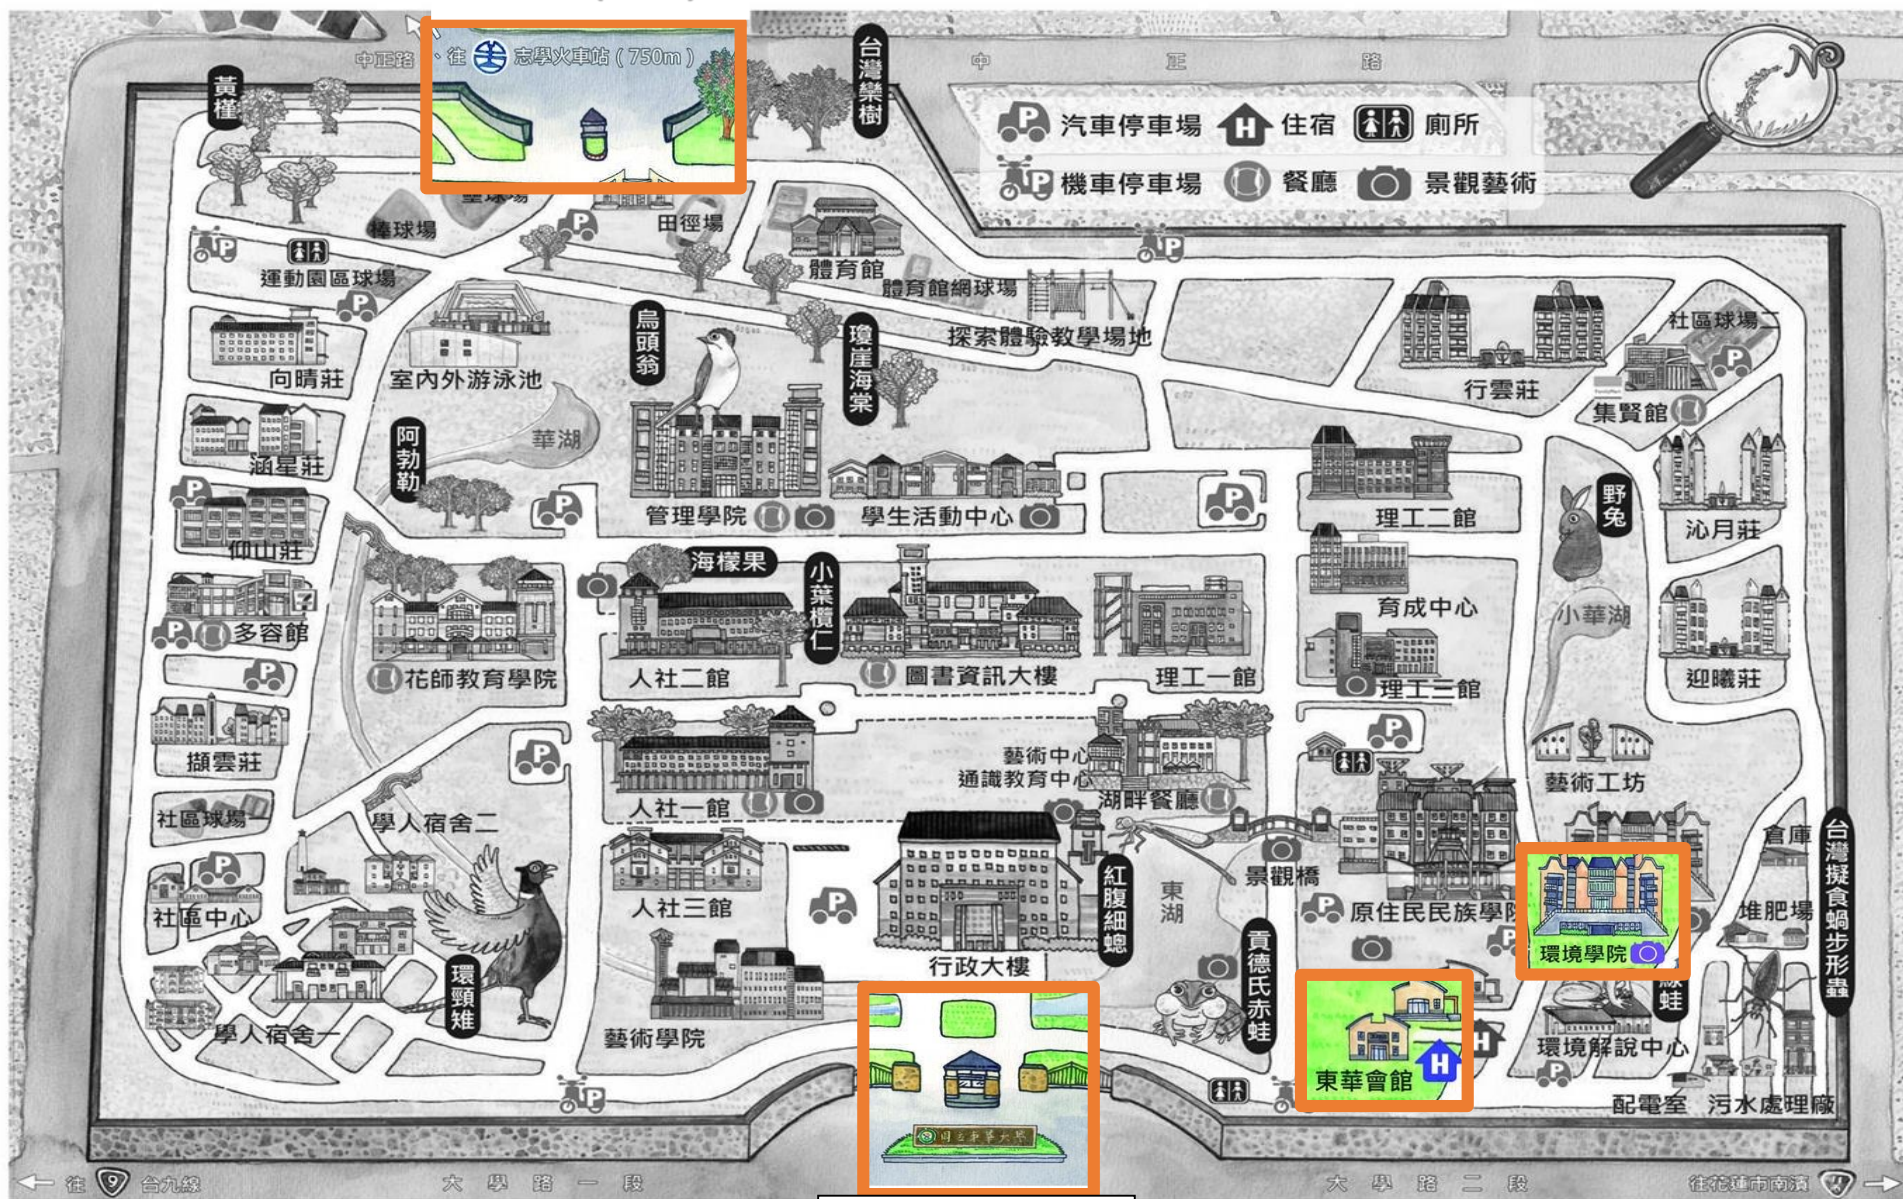 中正路、往 志學火車站（750m）
中 正 路
台灣欒樹
黃槿
P 汽車停車場 H 住宿 廁所
P 機車停車場 餐廳 景觀藝術
N
壘球場
棒球場
田徑場
體育館
運動園區球場
體育館網球場
探索體驗教學場地
社區球場二
向晴莊
室內外游泳池
烏頭翁
瓊崖海棠
行雲莊
集賢館
華湖
阿勃勒
涵星莊
管理學院
學生活動中心
理工二館
野兔
沁月莊
仰山莊
海檬果
小葉欖仁
育成中心
小華湖
多容館
花師教育學院
人社二館
圖書資訊大樓
理工一館
理工三館
迎曦莊
擷雲莊
藝術中心
通識教育中心
湖畔餐廳
藝術工坊
人社一館
社區球場
學人宿舍二
倉庫
台灣擬食蝸步形蟲
景觀橋
紅腹細蟌
東湖
人社三館
社區中心
原住民民族學院
堆肥場
環境學院
行政大樓
貢德氏赤蛙
環頸雉
學人宿舍一
藝術學院
東華會館 H
環境解說中心
配電室
污水處理廠
國立東華大學
往 9 台九線
大 學 路 一 段
大 學 路 二 段
往花蓮市南濱